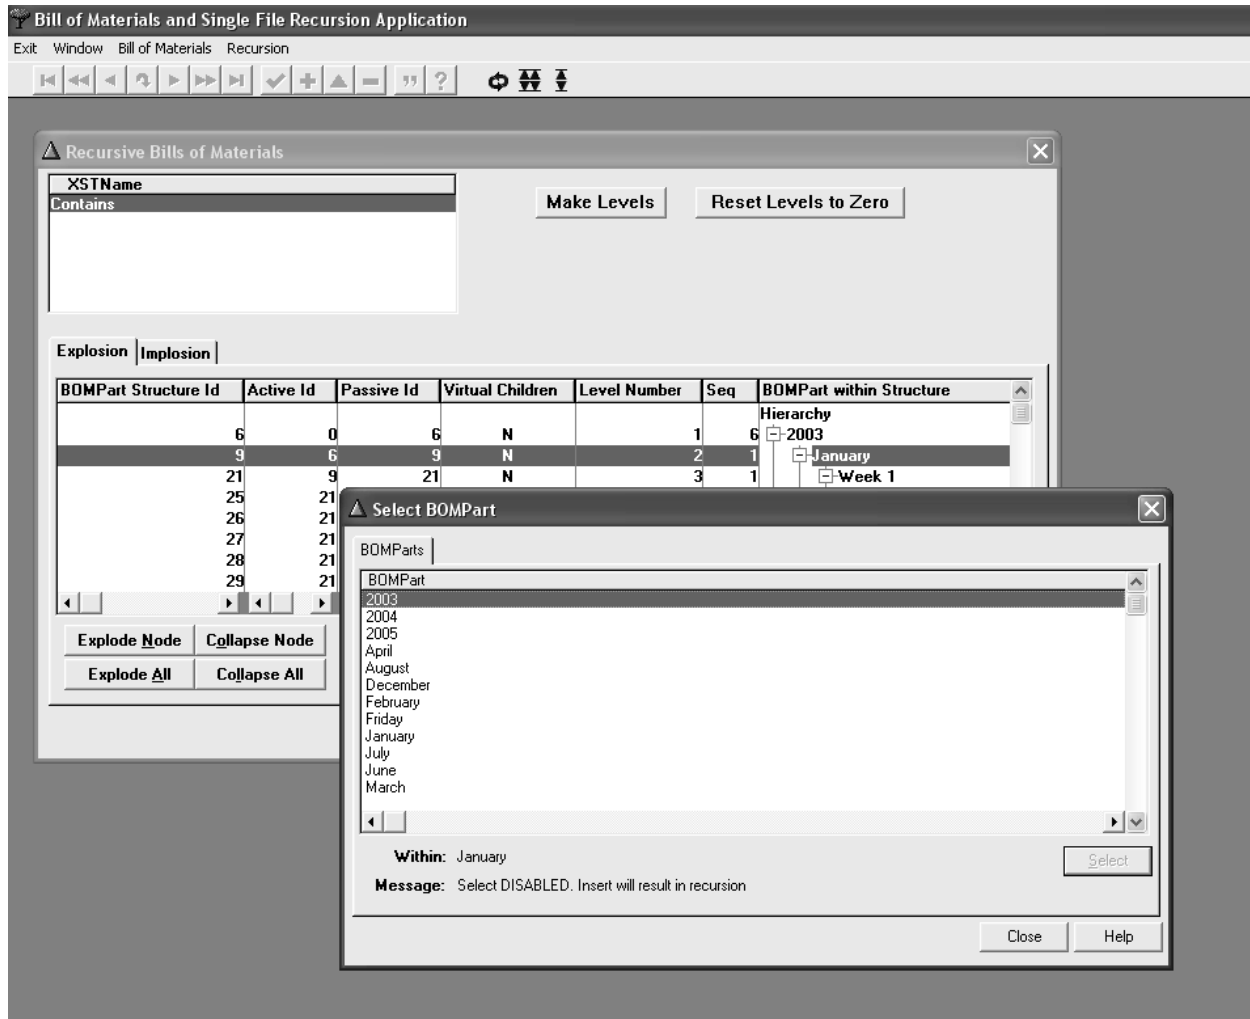 Bill of Materials and Single File Recursion Application
Exit Window Bill of Materials Recursion
Recursive Bills of Materials
XSTName
Contains
Make Levels Reset Levels to Zero
Explosion Implosion
BOMPart Structure Id Active Id Passive Id Virtual Children Level Number Seq BOMPart within Structure
Hierarchy
6 0 6 N 1 6 2003
9 6 9 N 2 1 January
21 9 21 N 3 1 Week 1
25 21
26 21
27 21
28 21
29 21
Explode Node Collapse Node
Explode All Collapse All
Select BOMPart
BOMParts
BOMPart
2003
2004
2005
April
August
December
February
Friday
January
July
June
March
Within: January
Select
Message: Select DISABLED. Insert will result in recursion
Close Help